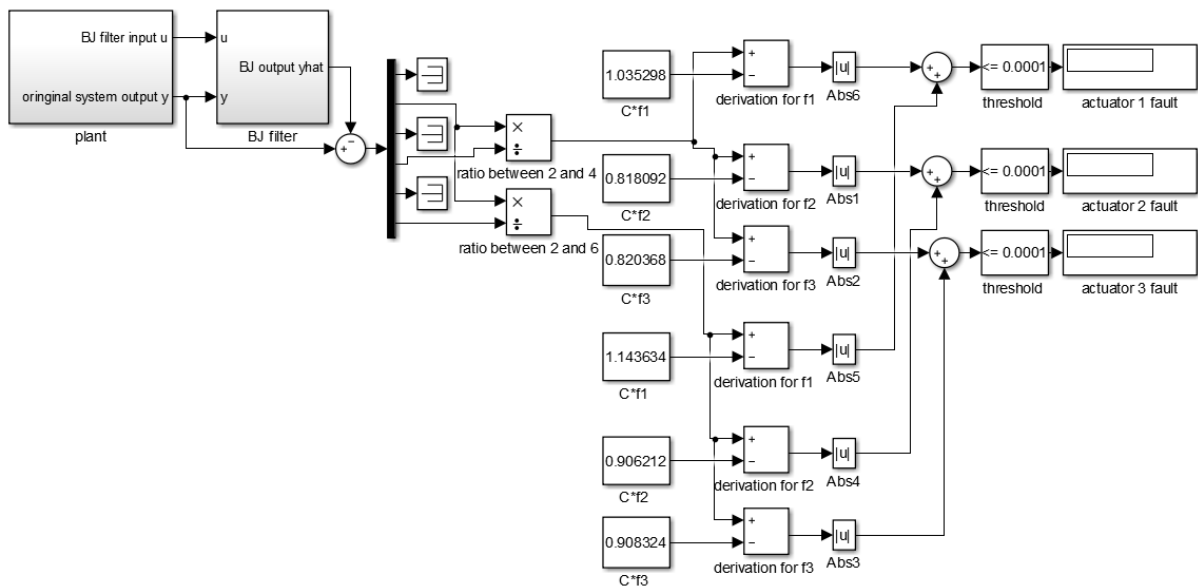 BJ filter input u
oringinal system output y
plant
u
y
BJ output yhat
BJ filter
+
−
×
÷
ratio between 2 and 4
×
÷
ratio between 2 and 6
1.035298
C*f1
+
−
derivation for f1
|u|
Abs6
+
+
<= 0.0001
threshold
actuator 1 fault
0.818092
C*f2
+
−
derivation for f2
|u|
Abs1
+
+
<= 0.0001
threshold
actuator 2 fault
0.820368
C*f3
+
−
derivation for f3
|u|
Abs2
+
+
<= 0.0001
threshold
actuator 3 fault
1.143634
C*f1
+
−
derivation for f1
|u|
Abs5
0.906212
C*f2
+
−
derivation for f2
|u|
Abs4
0.908324
C*f3
+
−
derivation for f3
|u|
Abs3